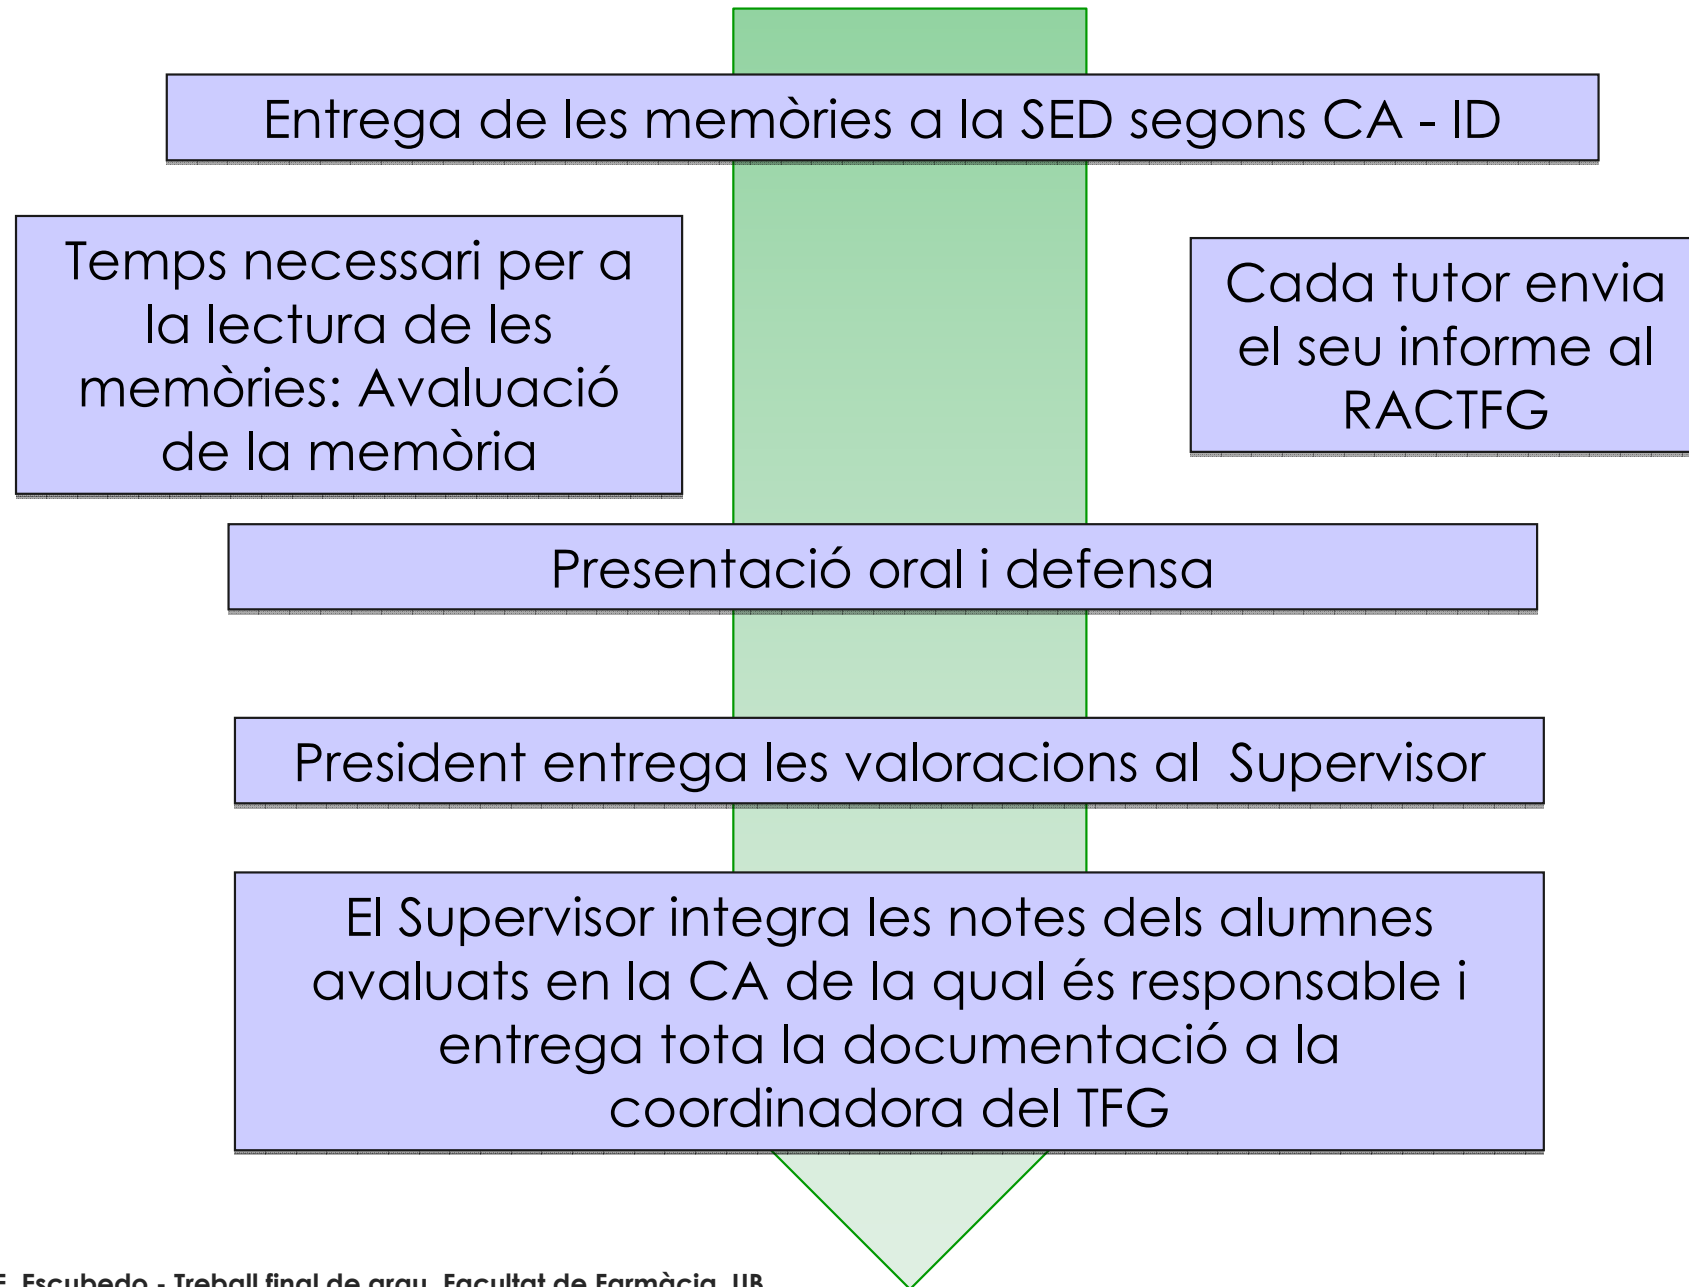 Entrega de les memòries a la SED segons CA - ID
Temps necessari per a
la lectura de les
memòries: Avaluació
de la memòria
Cada tutor envia
el seu informe al
RACTFG
Presentació oral i defensa
President entrega les valoracions al  Supervisor
El Supervisor integra les notes dels alumnes
avaluats en la CA de la qual és responsable i
entrega tota la documentació a la
coordinadora del TFG
E. Escubedo - Treball final de grau. Facultat de Farmàcia. UB